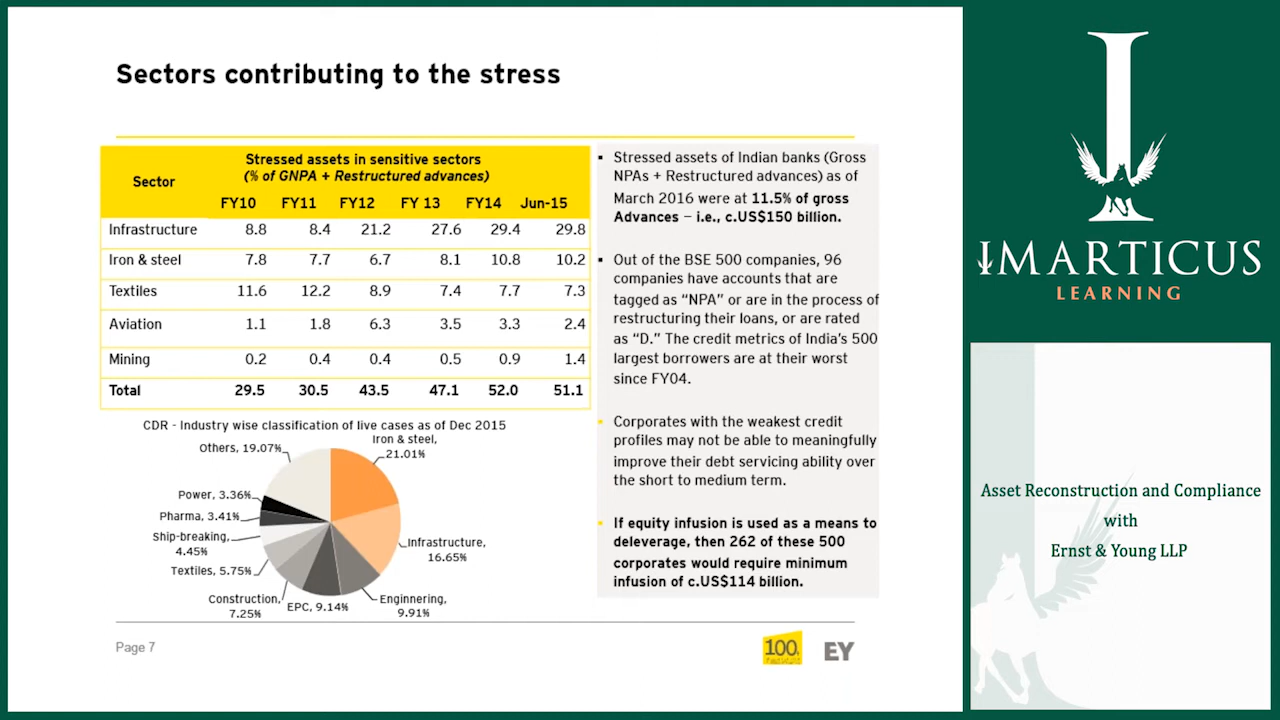 Sectors contributing to the stress
Sector
Stressed assets in sensitive sectors
(% of GNPA + Restructured advances)
FY10 FY11 FY12 FY 13 FY14 Jun-15
Infrastructure 8.8 8.4 21.2 27.6 29.4 29.8
Iron & steel 7.8 7.7 6.7 8.1 10.8 10.2
Textiles 11.6 12.2 8.9 7.4 7.7 7.3
Aviation 1.1 1.8 6.3 3.5 3.3 2.4
Mining 0.2 0.4 0.4 0.5 0.9 1.4
Total 29.5 30.5 43.5 47.1 52.0 51.1
CDR - Industry wise classification of live cases as of Dec 2015
Iron & steel,
21.01%
Infrastructure,
16.65%
Enginnering,
9.91%
EPC, 9.14%
Construction,
7.25%
Textiles, 5.75%
Ship-breaking,
4.45%
Pharma, 3.41%
Power, 3.36%
Others, 19.07%
▪ Stressed assets of Indian banks (Gross
NPAs + Restructured advances) as of
March 2016 were at 11.5% of gross
Advances – i.e., c.US$150 billion.
▪ Out of the BSE 500 companies, 96
companies have accounts that are
tagged as “NPA” or are in the process of
restructuring their loans, or are rated
as “D.” The credit metrics of India’s 500
largest borrowers are at their worst
since FY04.
▪ Corporates with the weakest credit
profiles may not be able to meaningfully
improve their debt servicing ability over
the short to medium term.
▪ If equity infusion is used as a means to
deleverage, then 262 of these 500
corporates would require minimum
infusion of c.US$114 billion.
Page 7
100
EY
IMARTICUS
LEARNING
Asset Reconstruction and Compliance
with
Ernst & Young LLP